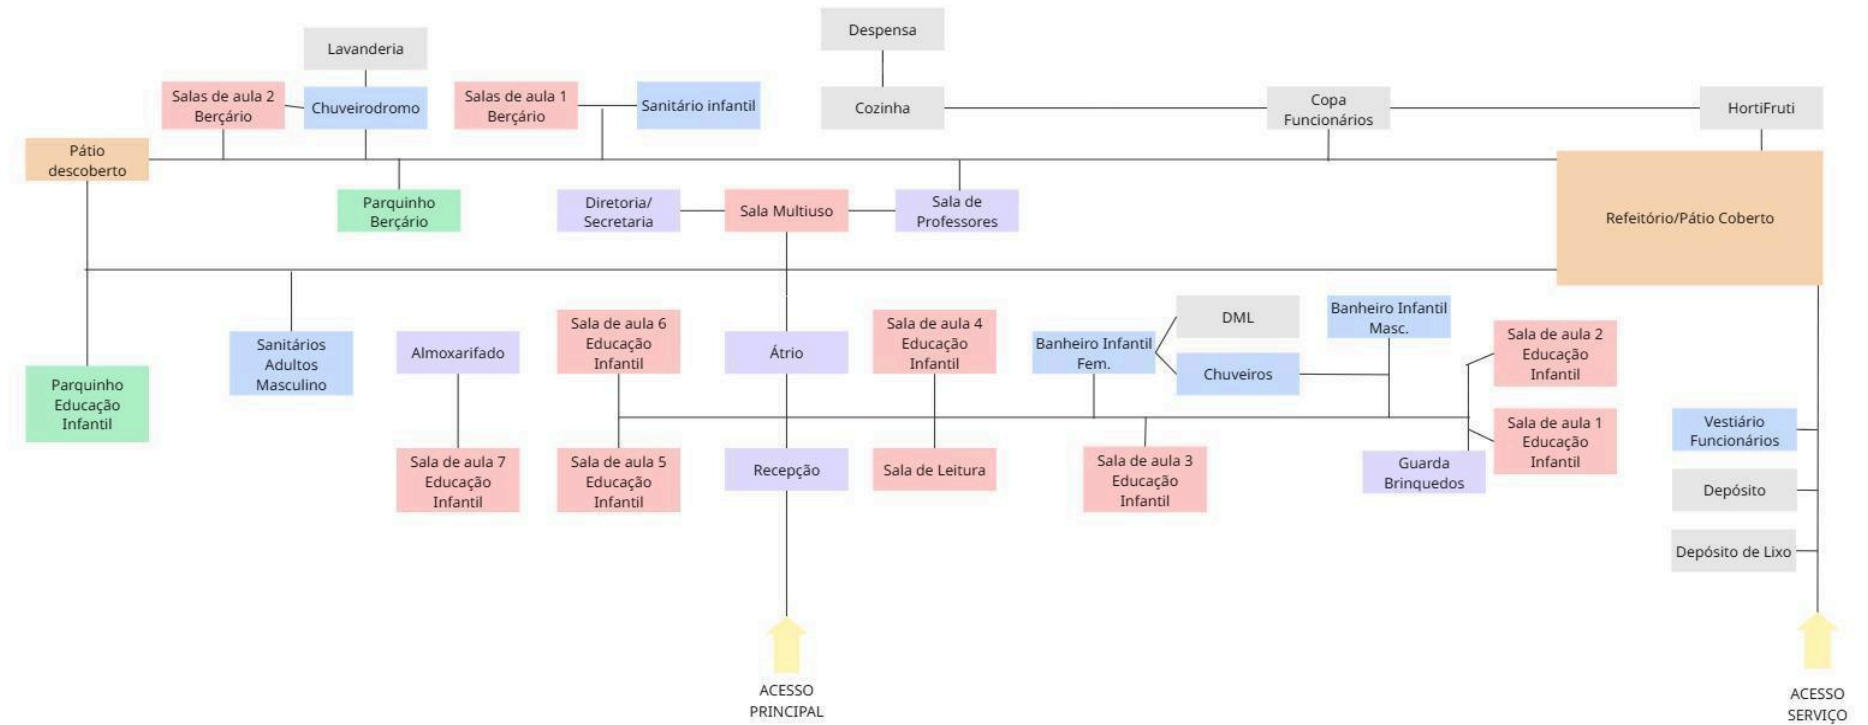 Despensa
Lavanderia
Salas de aula 2
Berçário
Chuveirodromo
Salas de aula 1
Berçário
Sanitário infantil
Cozinha
Copa
Funcionários
HortiFruti
Pátio
descoberto
Parquinho
Berçário
Diretoria/
Secretaria
Sala Multiuso
Sala de
Professores
Refeitório/Pátio Coberto
Parquinho
Educação
Infantil
Sanitários
Adultos
Masculino
Almoxarifado
Sala de aula 6
Educação
Infantil
Átrio
Sala de aula 4
Educação
Infantil
Banheiro Infantil
Fem.
DML
Chuveiros
Banheiro Infantil
Masc.
Sala de aula 2
Educação
Infantil
Sala de aula 7
Educação
Infantil
Sala de aula 5
Educação
Infantil
Recepção
Sala de Leitura
Sala de aula 3
Educação
Infantil
Guarda
Brinquedos
Sala de aula 1
Educação
Infantil
Vestiário
Funcionários
Depósito
Depósito de Lixo
ACESSO
PRINCIPAL
ACESSO
SERVIÇO